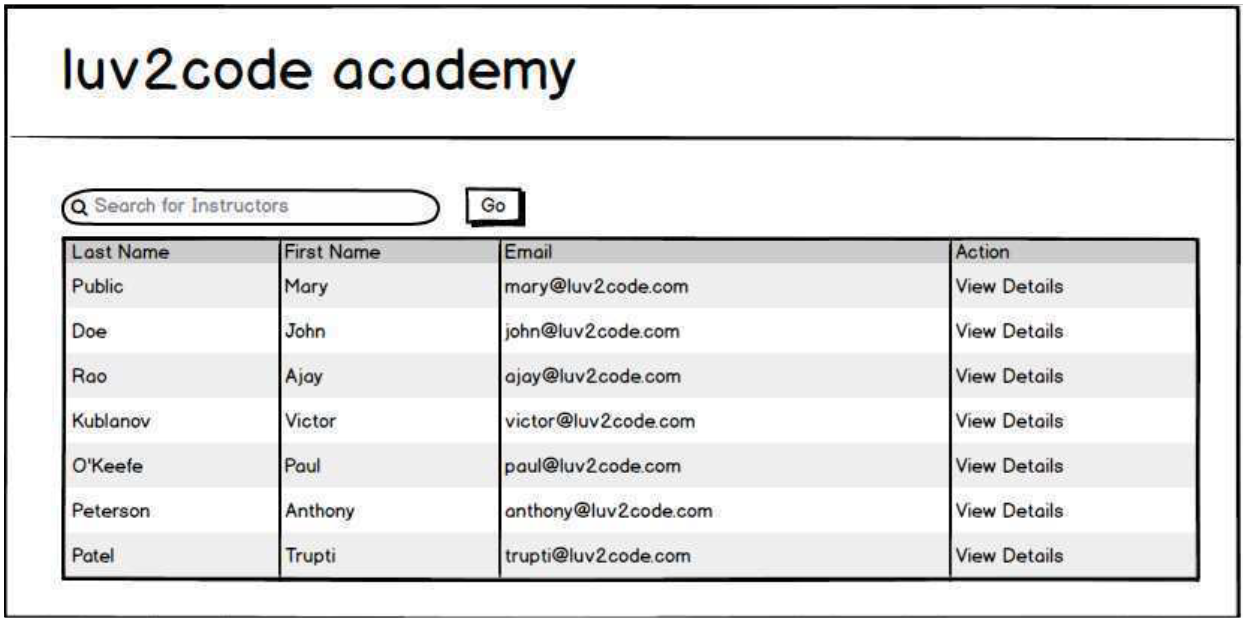 luv2code academy
Search for Instructors Go
Last Name First Name Email Action
Public Mary mary@luv2code.com View Details
Doe John john@luv2code.com View Details
Rao Ajay ajay@luv2code.com View Details
Kublanov Victor victor@luv2code.com View Details
O'Keefe Paul paul@luv2code.com View Details
Peterson Anthony anthony@luv2code.com View Details
Patel Trupti trupti@luv2code.com View Details